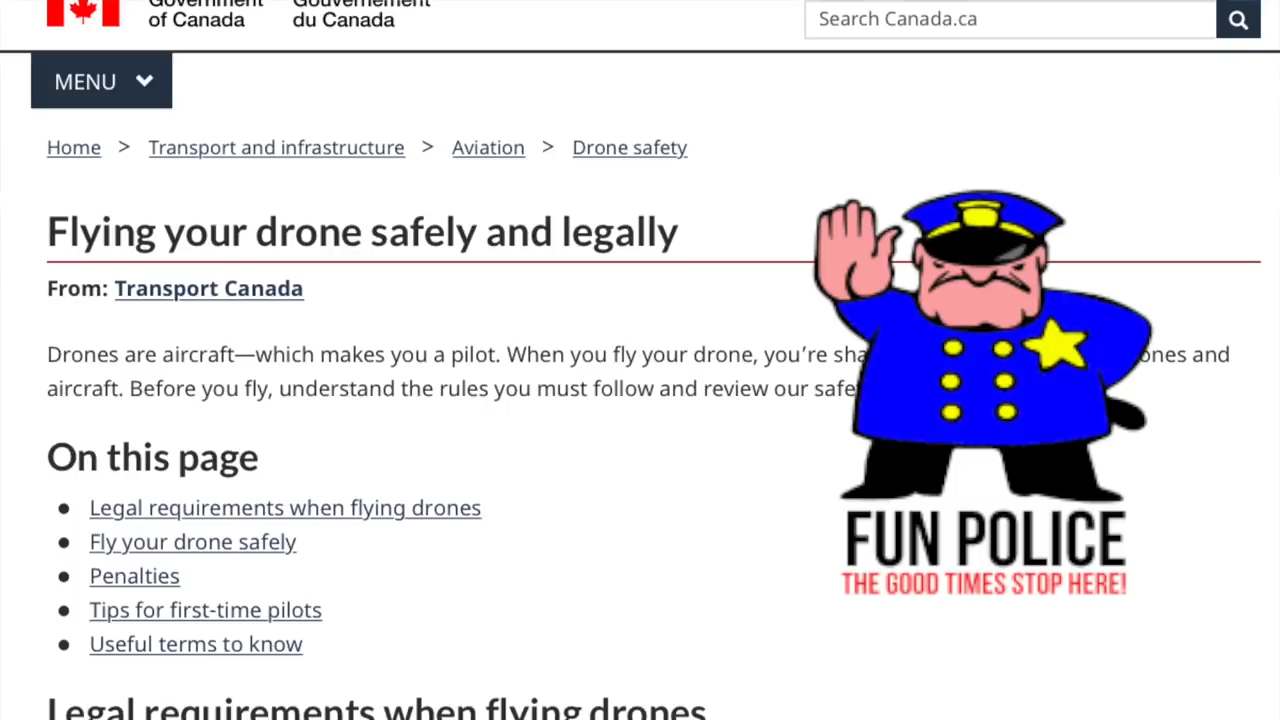 Government
Gouvernement
of Canada
du Canada
Search Canada.ca
MENU
Home > Transport and infrastructure > Aviation > Drone safety
Flying your drone safely and legally
From: Transport Canada
Drones are aircraft—which makes you a pilot. When you fly your drone, you’re ones and
aircraft. Before you fly, understand the rules you must follow and review our
On this page
Legal requirements when flying drones
Fly your drone safely
Penalties
Tips for first-time pilots
Useful terms to know
FUN POLICE
THE GOOD TIMES STOP HERE!
Legal requirements when flying drones